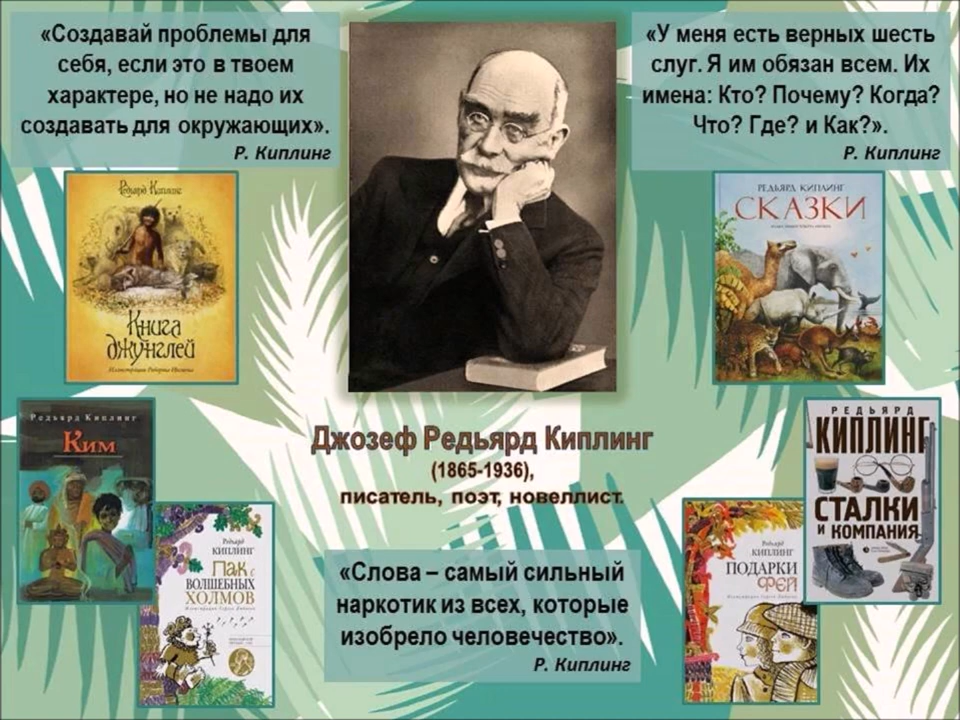 «Создавай проблемы для
себя, если это в твоем
характере, но не надо их
создавать для окружающих».
Р. Киплинг
«У меня есть верных шесть
слуг. Я им обязан всем. Их
имена: Кто? Почему? Когда?
Что? Где? и Как?».
Р. Киплинг
Редьярд Киплинг
Книга
джунглей
Иллюстрации Роберта Ингпена
РЕДЬЯРД КИПЛИНГ
СКАЗКИ
Джозеф Редьярд Киплинг
(1865-1936),
писатель, поэт, новеллист.
Редьярд Киплинг
Ким
Редьярд
КИПЛИНГ
Пак с
ВОЛШЕБНЫХ
ХОЛМОВ
Редьярд
КИПЛИНГ
ПОДАРКИ
ФЕЙ
РЕДЬЯРД
КИПЛИНГ
СТАЛКИ
И КОМПАНИЯ
«Слова – самый сильный
наркотик из всех, которые
изобрело человечество».
Р. Киплинг